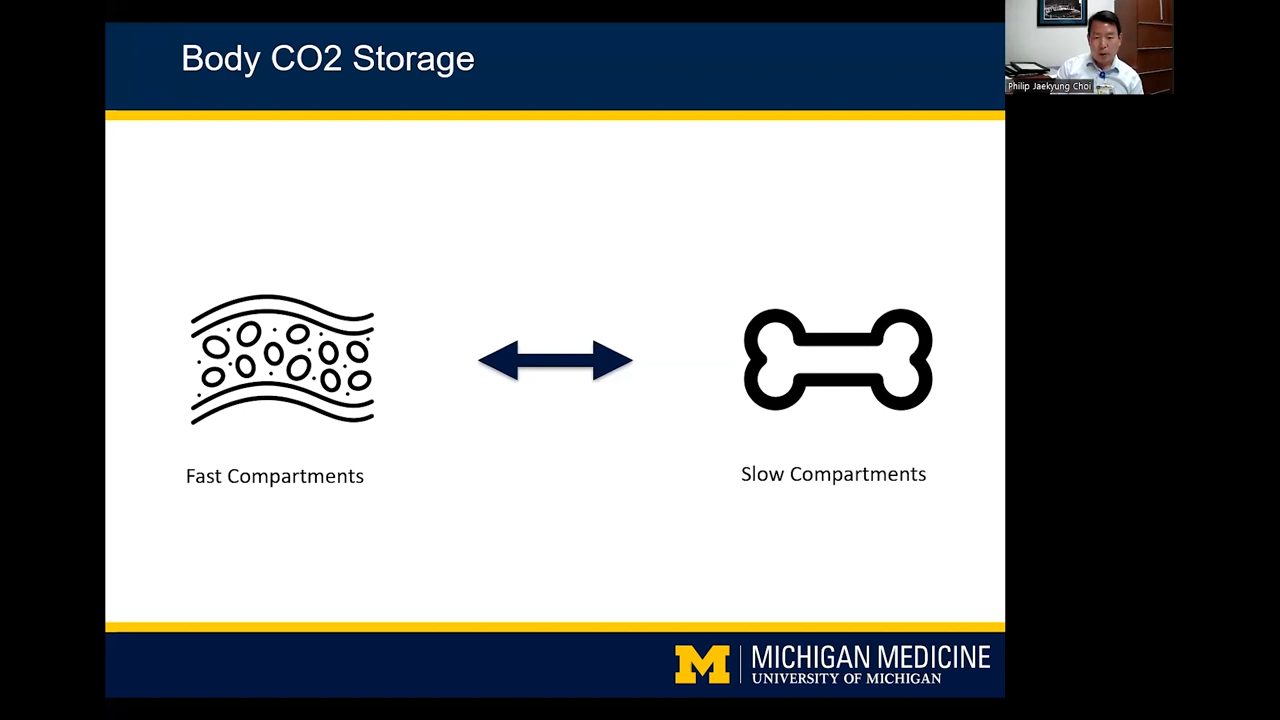 Body CO2 Storage
Philip Jaekyung Choi
Fast Compartments
Slow Compartments
M
MICHIGAN MEDICINE
UNIVERSITY OF MICHIGAN